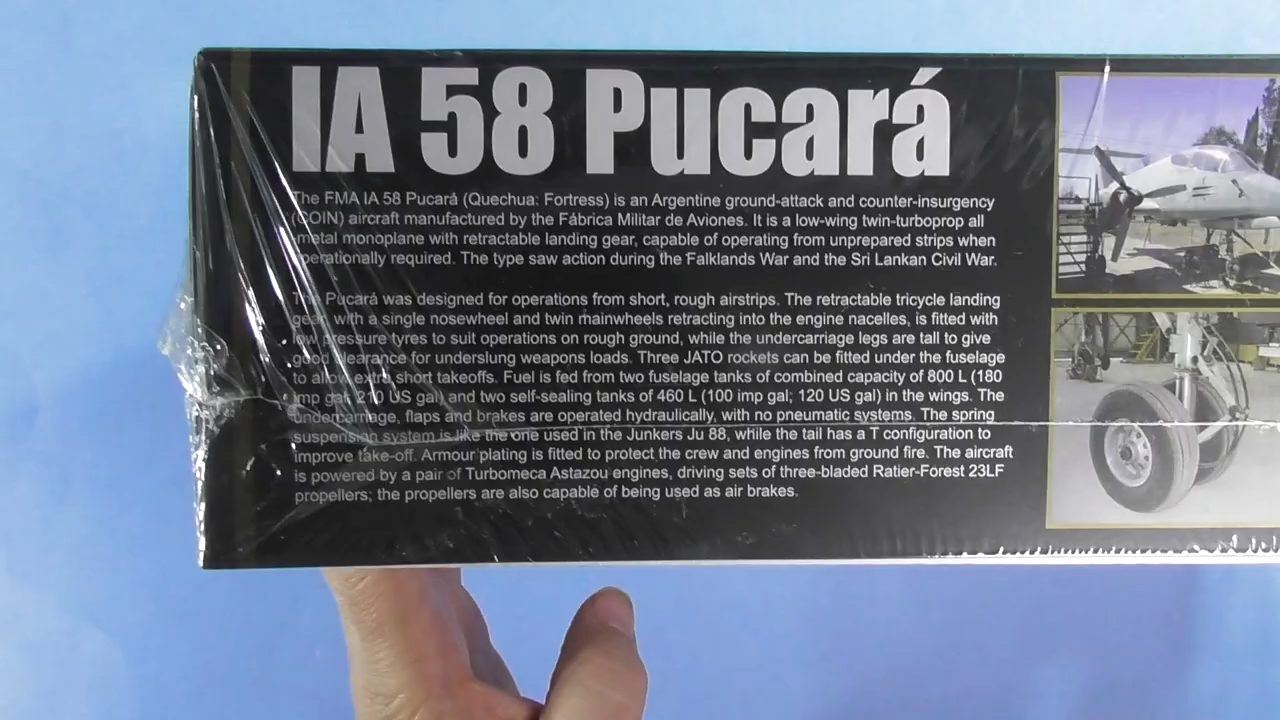 IA 58 Pucará
The FMA IA 58 Pucará (Quechua: Fortress) is an Argentine ground-attack and counter-insurgency
(COIN) aircraft manufactured by the Fábrica Militar de Aviones. It is a low-wing twin-turboprop all
metal monoplane with retractable landing gear, capable of operating from unprepared strips when
operationally required. The type saw action during the Falklands War and the Sri Lankan Civil War.
The Pucará was designed for operations from short, rough airstrips. The retractable tricycle landing
gear, with a single nosewheel and twin mainwheels retracting into the engine nacelles, is fitted with
low pressure tyres to suit operations on rough ground, while the undercarriage legs are tall to give
good clearance for underslung weapons loads. Three JATO rockets can be fitted under the fuselage
to allow extra short takeoffs. Fuel is fed from two fuselage tanks of combined capacity of 800 L (180
imp gal; 210 US gal) and two self-sealing tanks of 460 L (100 imp gal; 120 US gal) in the wings. The
undercarriage, flaps and brakes are operated hydraulically, with no pneumatic systems. The spring
suspension system is like the one used in the Junkers Ju 88, while the tail has a T configuration to
improve take-off. Armour plating is fitted to protect the crew and engines from ground fire. The aircraft
is powered by a pair of Turbomeca Astazou engines, driving sets of three-bladed Ratier-Forest 23LF
propellers; the propellers are also capable of being used as air brakes.